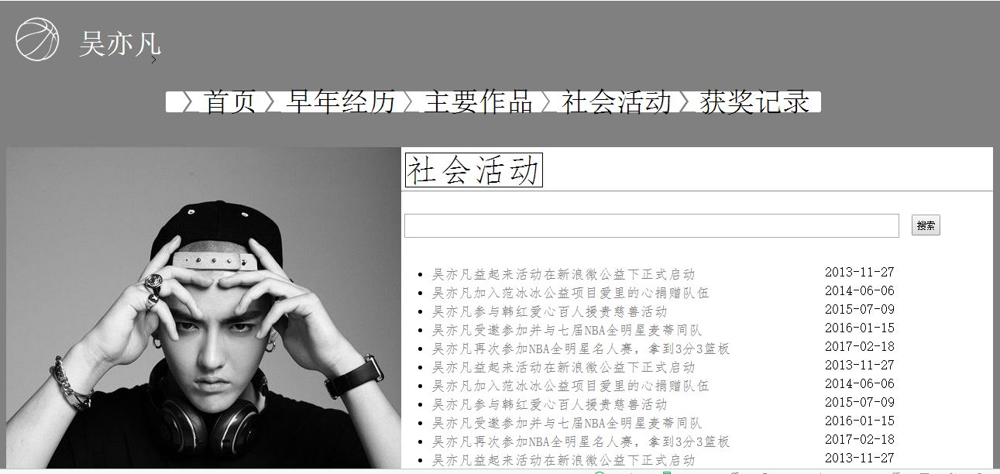 吴亦凡
首页 早年经历 主要作品 社会活动 获奖记录
社会活动
搜索
吴亦凡益起来活动在新浪微公益下正式启动 2013-11-27
吴亦凡加入范冰冰公益项目爱里的心捐赠队伍 2014-06-06
吴亦凡参与韩红爱心百人援贵慈善活动 2015-07-09
吴亦凡受邀参加并与七届NBA全明星麦蒂同队 2016-01-15
吴亦凡再次参加NBA全明星名人赛，拿到3分3篮板 2017-02-18
吴亦凡益起来活动在新浪微公益下正式启动 2013-11-27
吴亦凡加入范冰冰公益项目爱里的心捐赠队伍 2014-06-06
吴亦凡参与韩红爱心百人援贵慈善活动 2015-07-09
吴亦凡受邀参加并与七届NBA全明星麦蒂同队 2016-01-15
吴亦凡再次参加NBA全明星名人赛，拿到3分3篮板 2017-02-18
吴亦凡益起来活动在新浪微公益下正式启动 2013-11-27